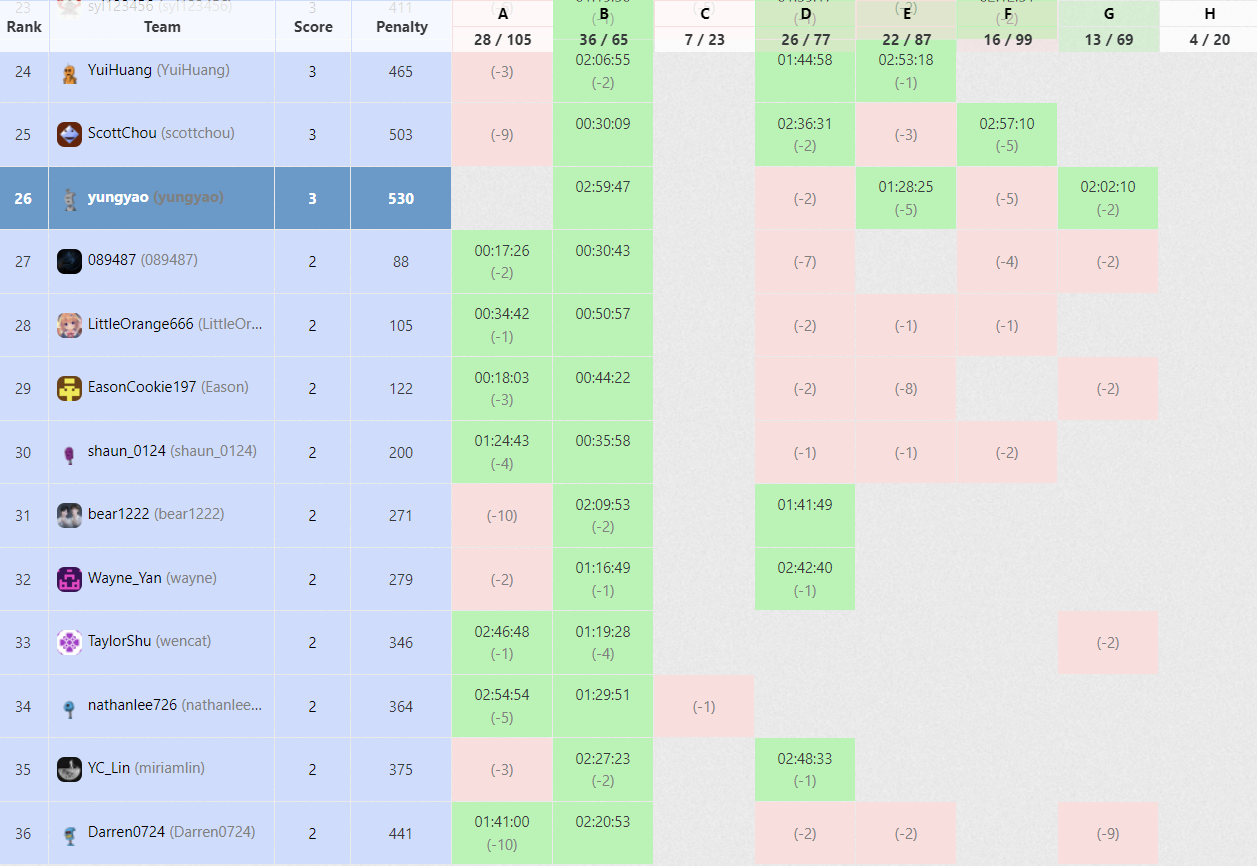 23 syl123456 (syl123456) 3 411
Rank Team Score Penalty A B C D E F G H
28 / 105 36 / 65 7 / 23 26 / 77 22 / 87 16 / 99 13 / 69 4 / 20
24 YuiHuang (YuiHuang) 3 465 (-3) 02:06:55 (-2) 01:44:58 02:53:18 (-1)
25 ScottChou (scottchou) 3 503 (-9) 00:30:09 02:36:31 (-2) (-3) 02:57:10 (-5)
26 yungyao (yungyao) 3 530 02:59:47 (-2) 01:28:25 (-5) (-5) 02:02:10 (-2)
27 089487 (089487) 2 88 00:17:26 (-2) 00:30:43 (-7) (-4) (-2)
28 LittleOrange666 (LittleOr... 2 105 00:34:42 (-1) 00:50:57 (-2) (-1) (-1)
29 EasonCookie197 (Eason) 2 122 00:18:03 (-3) 00:44:22 (-2) (-8) (-2)
30 shaun_0124 (shaun_0124) 2 200 01:24:43 (-4) 00:35:58 (-1) (-1) (-2)
31 bear1222 (bear1222) 2 271 (-10) 02:09:53 (-2) 01:41:49
32 Wayne_Yan (wayne) 2 279 (-2) 01:16:49 (-1) 02:42:40 (-1)
33 TaylorShu (wencat) 2 346 02:46:48 (-1) 01:19:28 (-4) (-2)
34 nathanlee726 (nathanlee... 2 364 02:54:54 (-5) 01:29:51 (-1)
35 YC_Lin (miriamlin) 2 375 (-3) 02:27:23 (-2) 02:48:33 (-1)
36 Darren0724 (Darren0724) 2 441 01:41:00 (-10) 02:20:53 (-2) (-2) (-9)